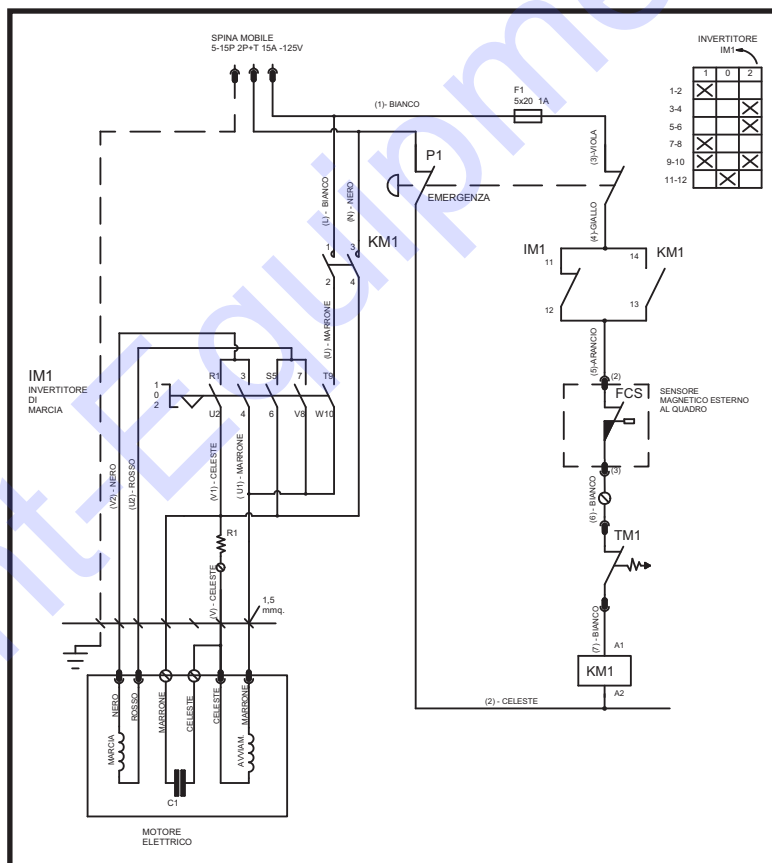 SPINA MOBILE
5-15P 2P+T 15A -125V
INVERTITORE
IM1
1 0 2
1-2
3-4
5-6
7-8
9-10
11-12
F1
5x20 1A
(1)-BIANCO
P1
(3)-VIOLA
EMERGENZA
(L) - BIANCO
(N) - NERO
(4)-GIALLO
1 3
KM1
2 4
IM1
11
12
14
13
KM1
(U) - MARRONE
(5)-ARANCIO
IM1
INVERTITORE
DI
MARCIA
1
0
2
R1 3 S5 7 T9
U2 4 6 V8 W10
(2)
FCS
SENSORE
MAGNETICO ESTERNO
AL QUADRO
(3)
(V2) - NERO
(U2) - ROSSO
(V1) - CELESTE
( U1) - MARRONE
(6) - BIANCO
R1
TM1
(V) - CELESTE
1,5
mmq.
(7) - BIANCO
A1
KM1
A2
(2) - CELESTE
NERO
ROSSO
MARRONE
CELESTE
CELESTE
MARRONE
MARCIA
AVVIAM.
C1
MOTORE
ELETTRICO
nt-Equipme